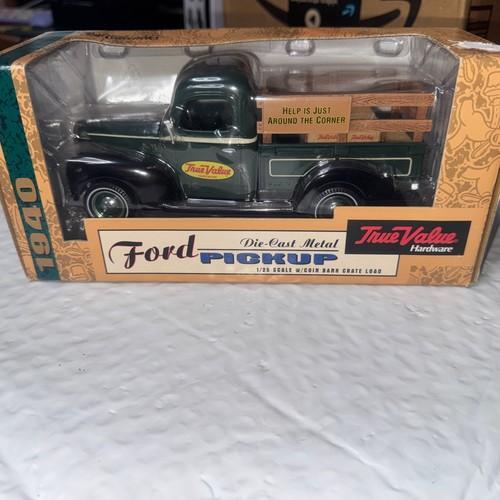 1940
HELP IS JUST
AROUND THE CORNER
True Value
Ford
Die-Cast Metal
PICKUP
1/25 SCALE W/COIN BANK CRATE LOAD
True Value
Hardware